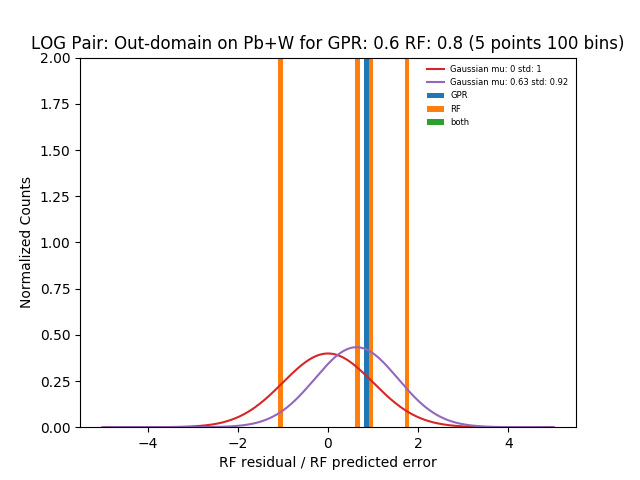 LOG Pair: Out-domain on Pb+W for GPR: 0.6 RF: 0.8 (5 points 100 bins)
Gaussian mu: 0 std: 1
Gaussian mu: 0.63 std: 0.92
GPR
RF
both
Normalized Counts
2.00
1.75
1.50
1.25
1.00
0.75
0.50
0.25
0.00
−4 −2 0 2 4
RF residual / RF predicted error